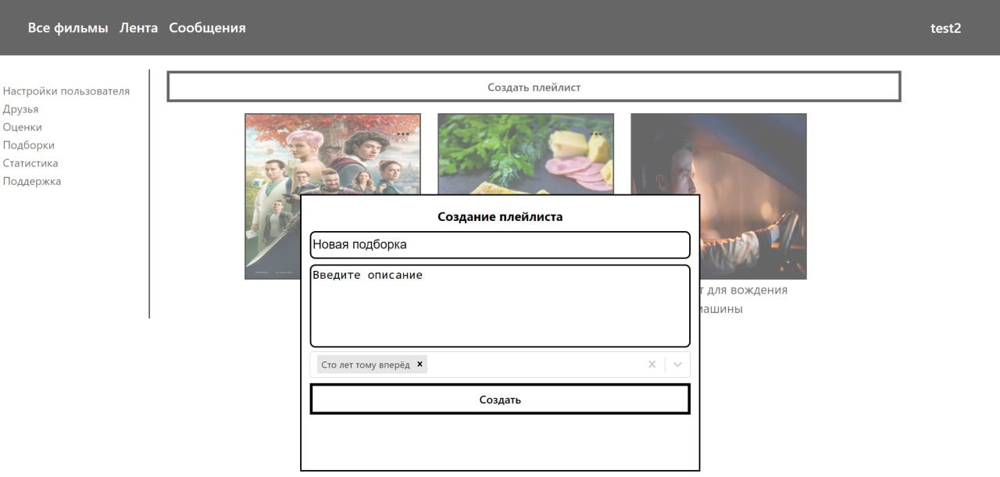 Все фильмы Лента Сообщения test2
Настройки пользователя
Друзья
Оценки
Подборки
Статистика
Поддержка
Создать плейлист
для вождения
Создание плейлиста
Новая подборка
Введите описание
Сто лет тому вперёд
Создать